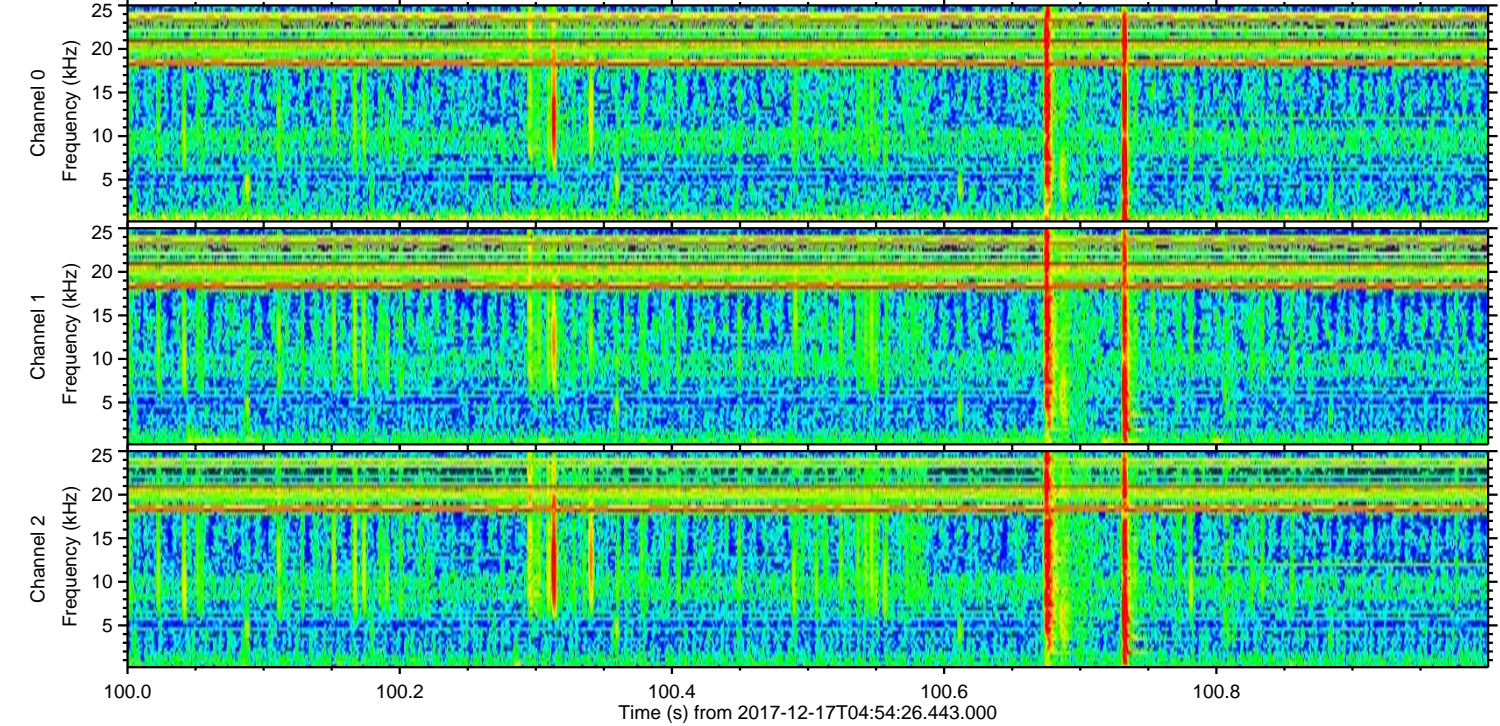 25
20
15
10
5
Channel 0
Frequency (kHz)
25
20
15
10
5
Channel 1
Frequency (kHz)
25
20
15
10
5
Channel 2
Frequency (kHz)
100.0 100.2 100.4 100.6 100.8
Time (s) from 2017-12-17T04:54:26.443.000